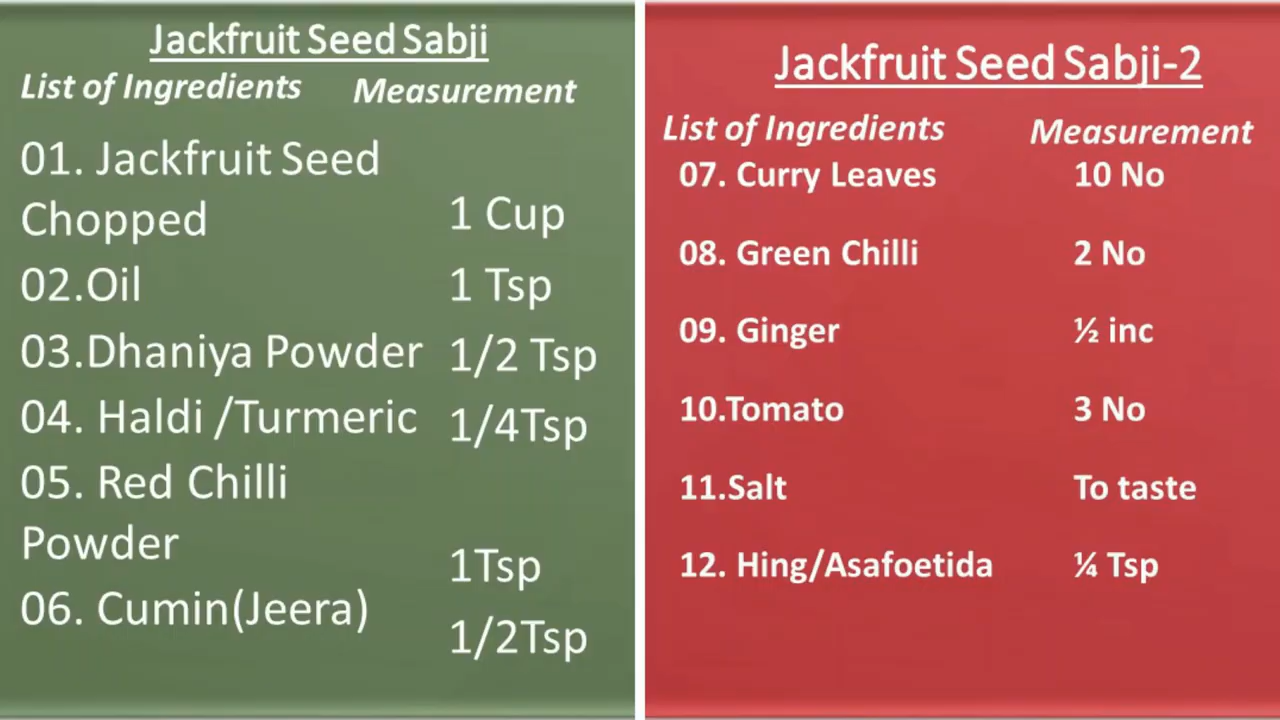 Jackfruit Seed Sabji
List of Ingredients Measurement
01. Jackfruit Seed
Chopped 1 Cup
02.Oil 1 Tsp
03.Dhaniya Powder 1/2 Tsp
04. Haldi /Turmeric 1/4Tsp
05. Red Chilli
Powder 1Tsp
06. Cumin(Jeera) 1/2Tsp
Jackfruit Seed Sabji-2
List of Ingredients Measurement
07. Curry Leaves 10 No
08. Green Chilli 2 No
09. Ginger ½ inc
10.Tomato 3 No
11.Salt To taste
12. Hing/Asafoetida ¼ Tsp